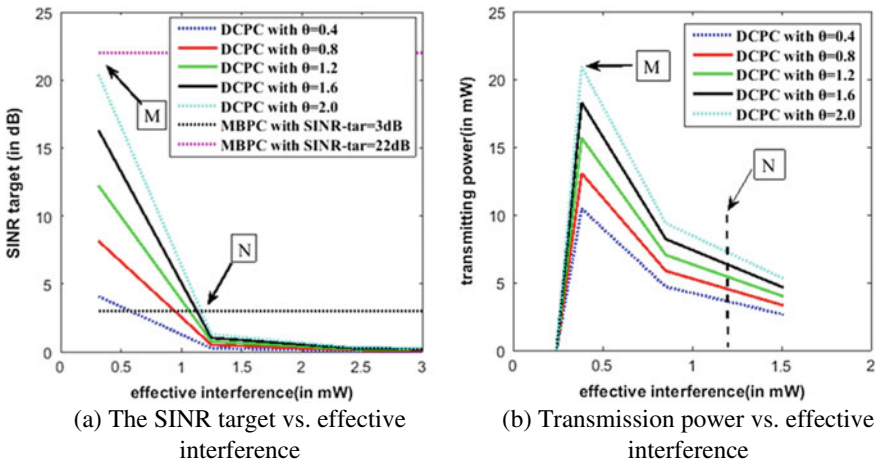 25
20
15
10
5
0
SINR target (in dB)
DCPC with θ=0.4
DCPC with θ=0.8
DCPC with θ=1.2
DCPC with θ=1.6
DCPC with θ=2.0
MBPC with SINR-tar=3dB
MBPC with SINR-tar=22dB
M
N
0 0.5 1 1.5 2 2.5 3
effective interference(in mW)
(a) The SINR target vs. effective
interference
25
20
15
10
5
0
transmitting power(in mW)
DCPC with θ=0.4
DCPC with θ=0.8
DCPC with θ=1.2
DCPC with θ=1.6
DCPC with θ=2.0
M
N
0 0.5 1 1.5 2
effective interference(in mW)
(b) Transmission power vs. effective
interference